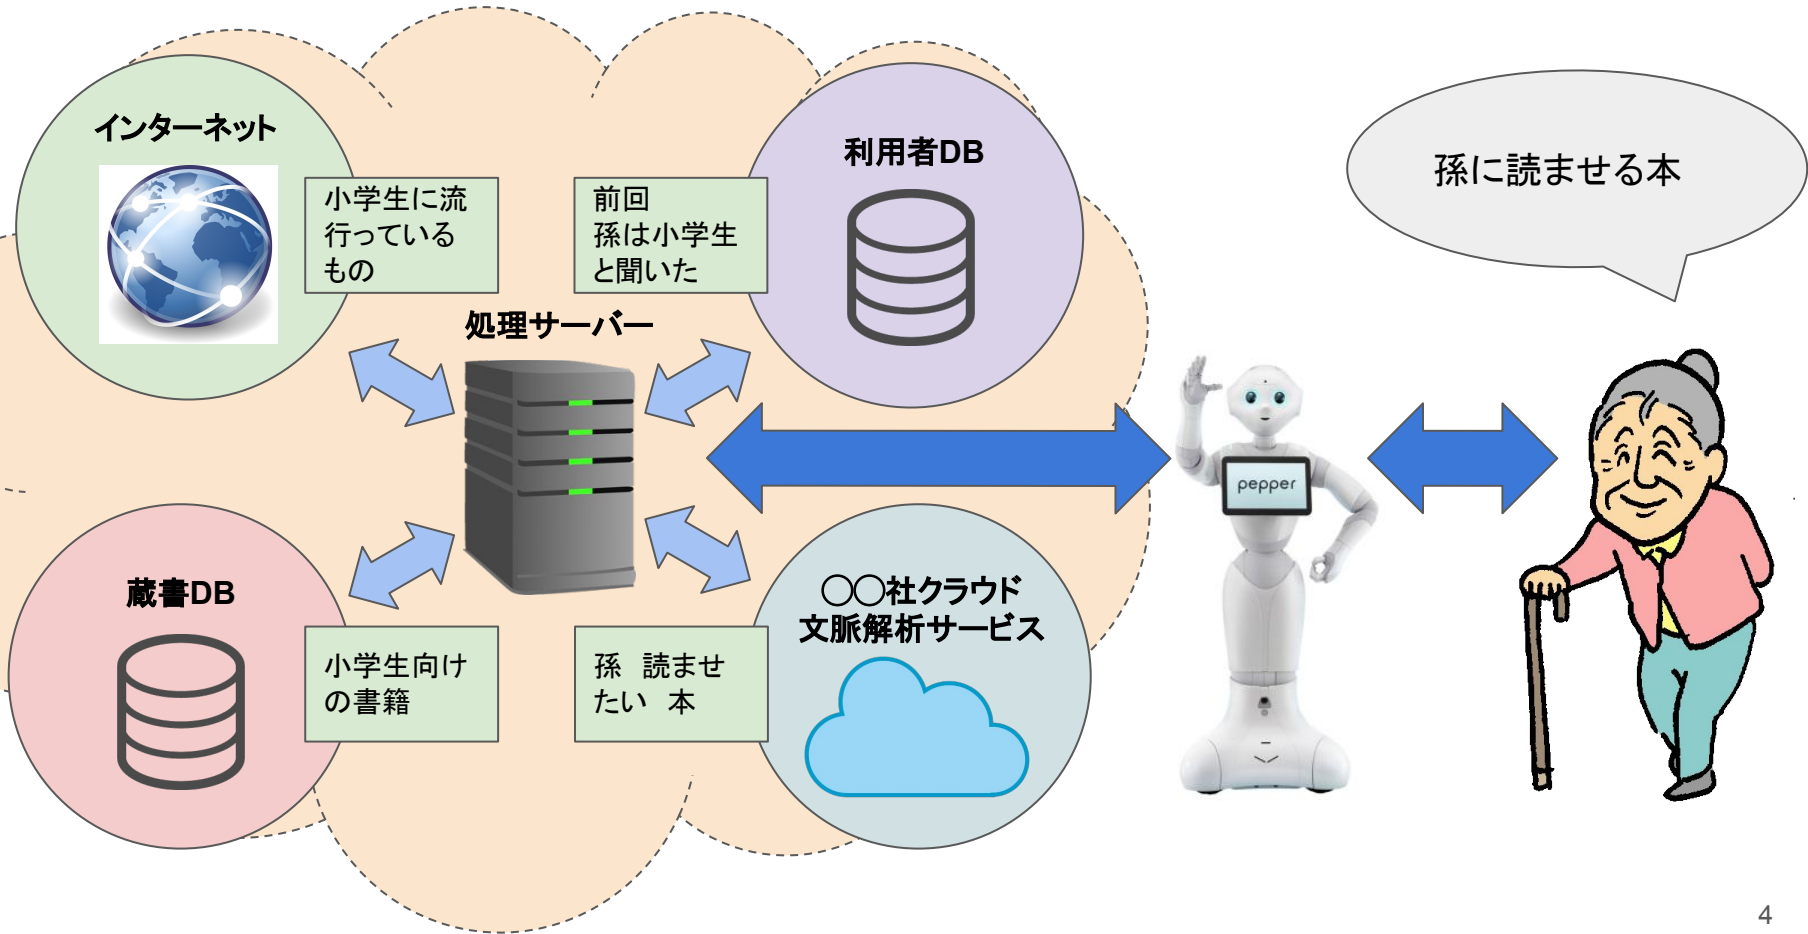 インターネット
小学生に流
行っている
もの
前回
孫は小学生
と聞いた
利用者DB
孫に読ませる本
処理サーバー
pepper
蔵書DB
小学生向け
の書籍
孫　読ませ
たい　本
〇〇社クラウド
文脈解析サービス
4